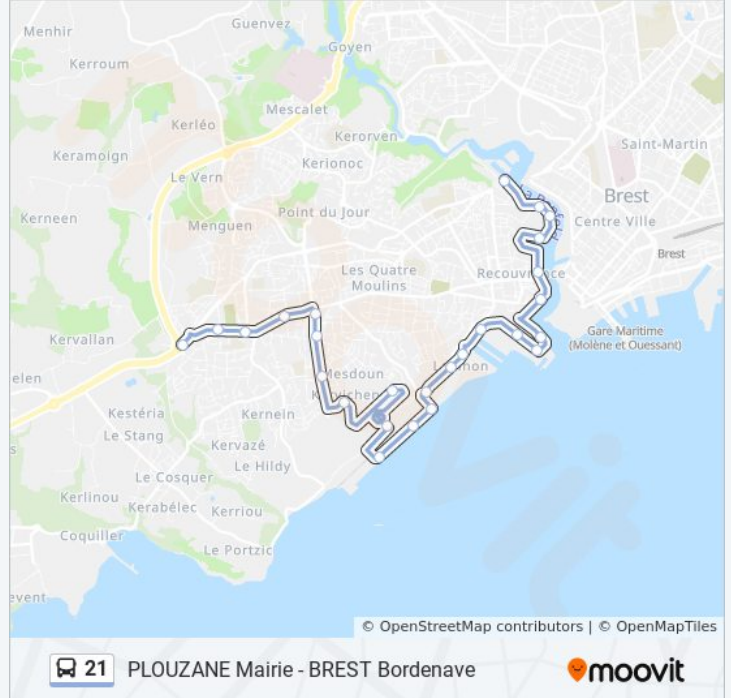 Menhir
Guenvez
Goyen
Kerroum
Mescalet
Kerléo
Kerorven
Saint-Martin
Keramoign
Kerionoc
Le Vern
Brest
Kerneen
Point du Jour
Centre Ville
Menguen
Brest
Les Quatre
Moulins
Recouvrance
Kervallan
Gare Maritime
(Molène et Ouessant)
elen
Mesdoun
Kestéria
Kernein
Le Stang
Kervazé
Le Hildy
Le Cosquer
Kerlinou
Kerabélec
Kerriou
Coquiller
Le Portzic
event
© OpenStreetMap contributors | © OpenMapTiles
21 PLOUZANE Mairie - BREST Bordenave
moovit